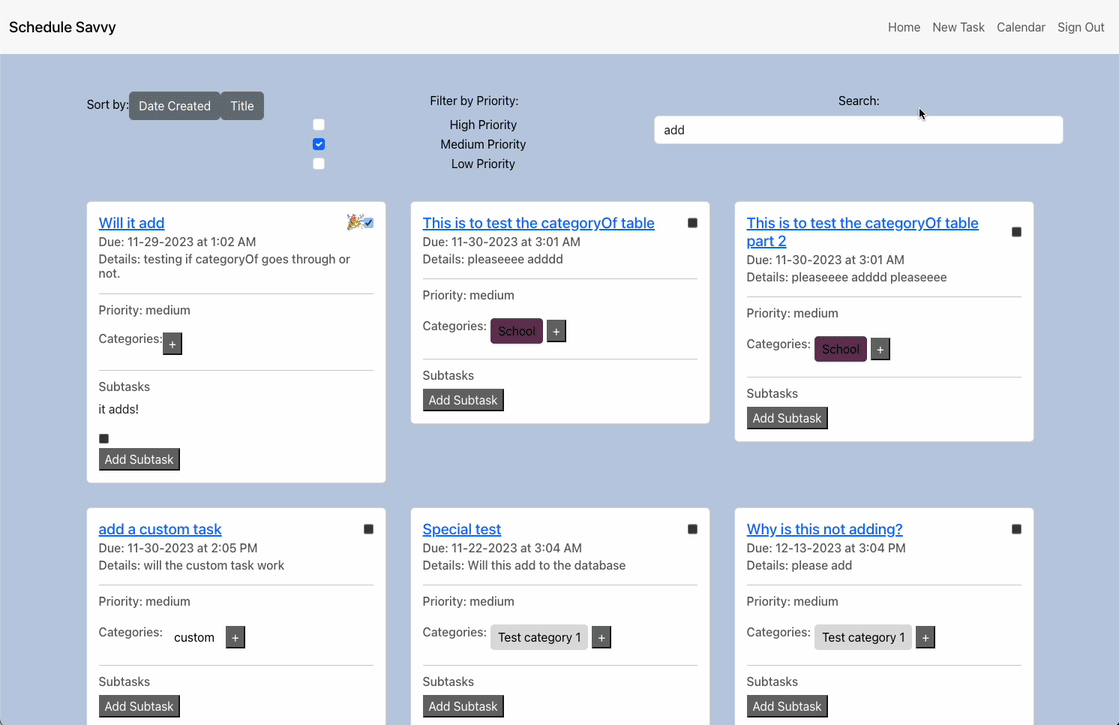 Schedule Savvy
Home New Task Calendar Sign Out
Sort by: Date Created Title
Filter by Priority:
High Priority
Medium Priority
Low Priority
Search:
add
Will it add
Due: 11-29-2023 at 1:02 AM
Details: testing if categoryOf goes through or
not.
Priority: medium
Categories: +
Subtasks
it adds!
Add Subtask
This is to test the categoryOf table
Due: 11-30-2023 at 3:01 AM
Details: pleaseeee adddd
Priority: medium
Categories: School +
Subtasks
Add Subtask
This is to test the categoryOf table
part 2
Due: 11-30-2023 at 3:01 AM
Details: pleaseeee adddd pleaseeee
Priority: medium
Categories: School +
Subtasks
Add Subtask
add a custom task
Due: 11-30-2023 at 2:05 PM
Details: will the custom task work
Priority: medium
Categories: custom +
Subtasks
Add Subtask
Special test
Due: 11-22-2023 at 3:04 AM
Details: Will this add to the database
Priority: medium
Categories: Test category 1 +
Subtasks
Add Subtask
Why is this not adding?
Due: 12-13-2023 at 3:04 PM
Details: please add
Priority: medium
Categories: Test category 1 +
Subtasks
Add Subtask